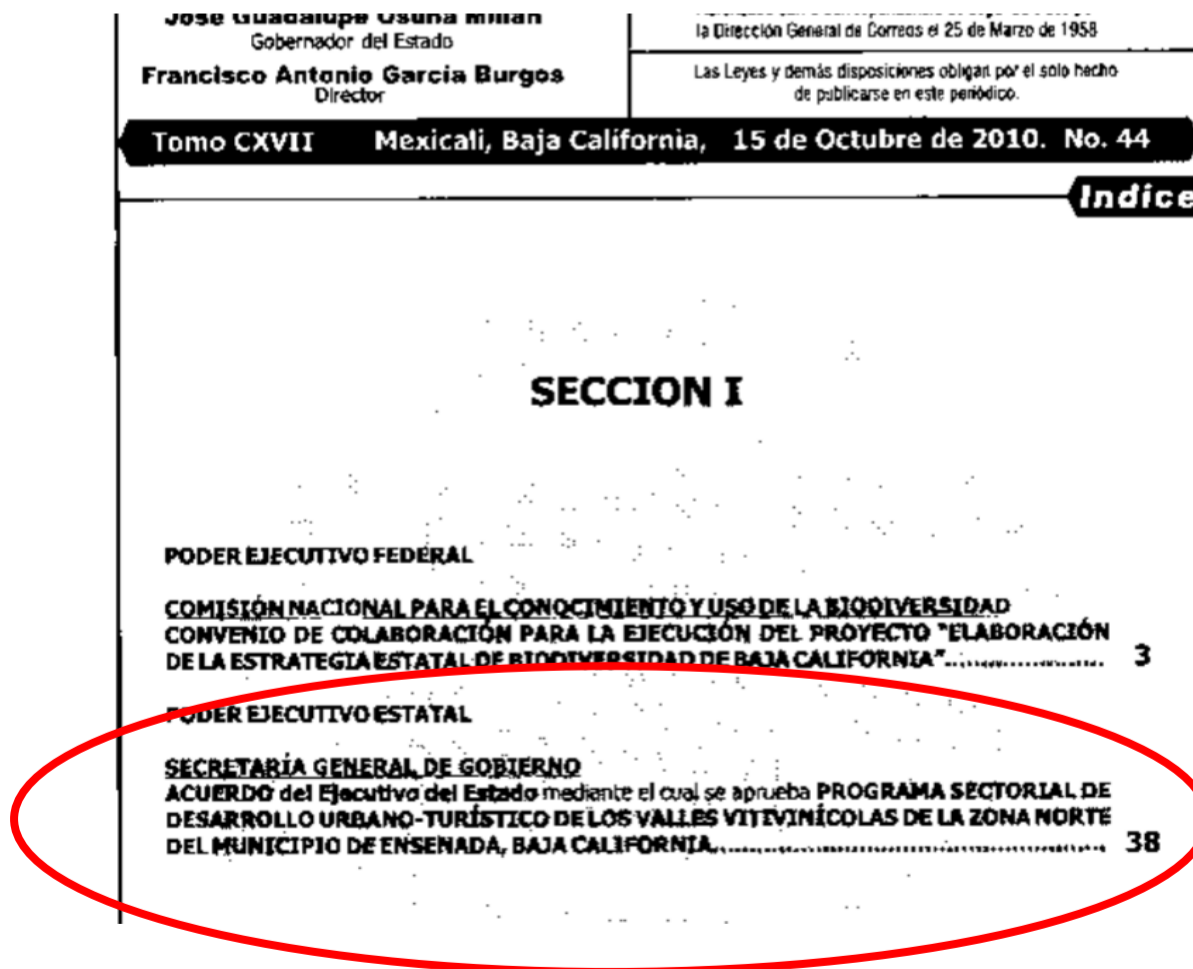 Jose Guadalupe Osuna Millan
Gobernador del Estado
Francisco Antonio García Burgos
Director
la Dirección General de Correos el 25 de Marzo de 1958
Las Leyes y demás disposiciones obligan por el solo hecho
de publicarse en este periódico.
Tomo CXVII Mexicali, Baja California, 15 de Octubre de 2010. No. 44
Indice
SECCION I
PODER EJECUTIVO FEDERAL
COMISIÓN NACIONAL PARA EL CONOCIMIENTO Y USO DE LA BIODIVERSIDAD
CONVENIO DE COLABORACIÓN PARA LA EJECUCIÓN DEL PROYECTO "ELABORACIÓN
DE LA ESTRATEGIA ESTATAL DE BIODIVERSIDAD DE BAJA CALIFORNIA".................... 3
PODER EJECUTIVO ESTATAL
SECRETARÍA GENERAL DE GOBIERNO
ACUERDO del Ejecutivo del Estado mediante el cual se aprueba PROGRAMA SECTORIAL DE
DESARROLLO URBANO-TURÍSTICO DE LOS VALLES VITIVINÍCOLAS DE LA ZONA NORTE
DEL MUNICIPIO DE ENSENADA, BAJA CALIFORNIA.................................................. 38